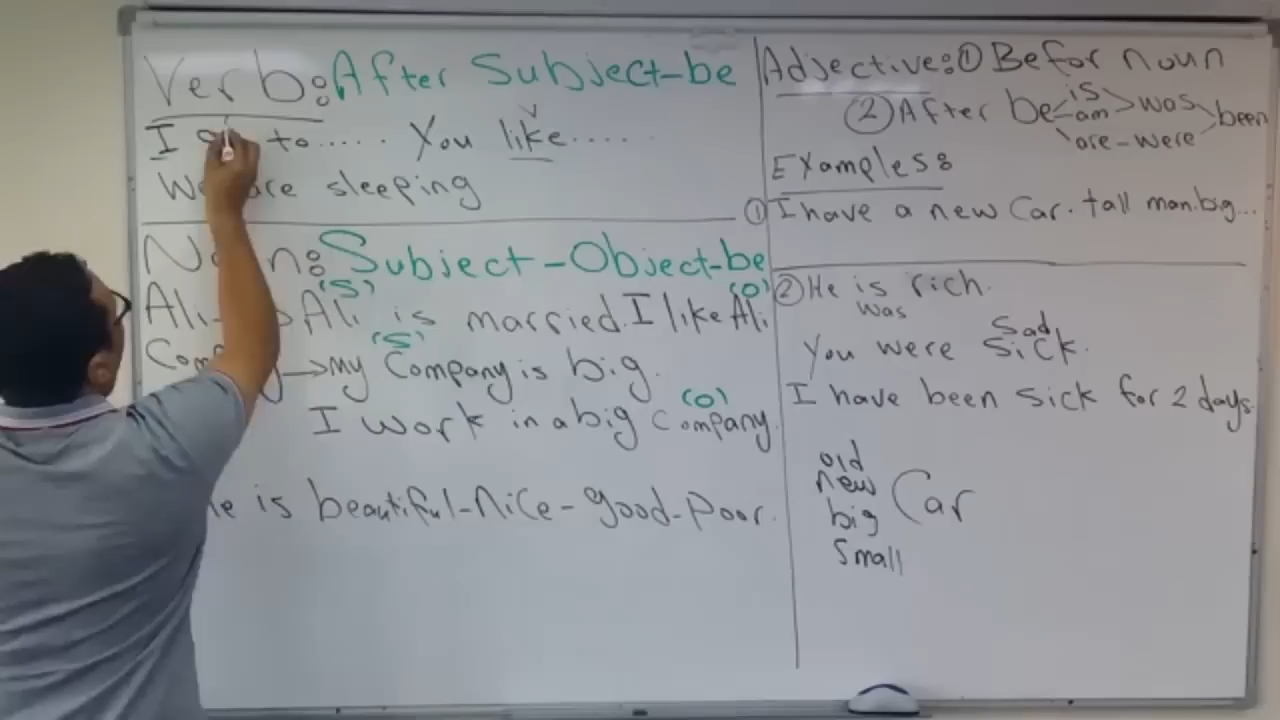 Verb: After Subject-be
I to..... You like.....
v
We are sleeping
Noun: Subject-Object-be
(S) (O)
Ali → Ali is married. I like Ali.
(S)
Company → my Company is big.
(O)
I work in a big Company.
is beautiful-nice-good-poor.
Adjective: ① Befor noun
② After be is am are was were been
Examples:
① I have a new Car. tall man. big...
② He is rich.
was
Sad
You were Sick.
I have been sick for 2 days.
old
new
big
Small
Car